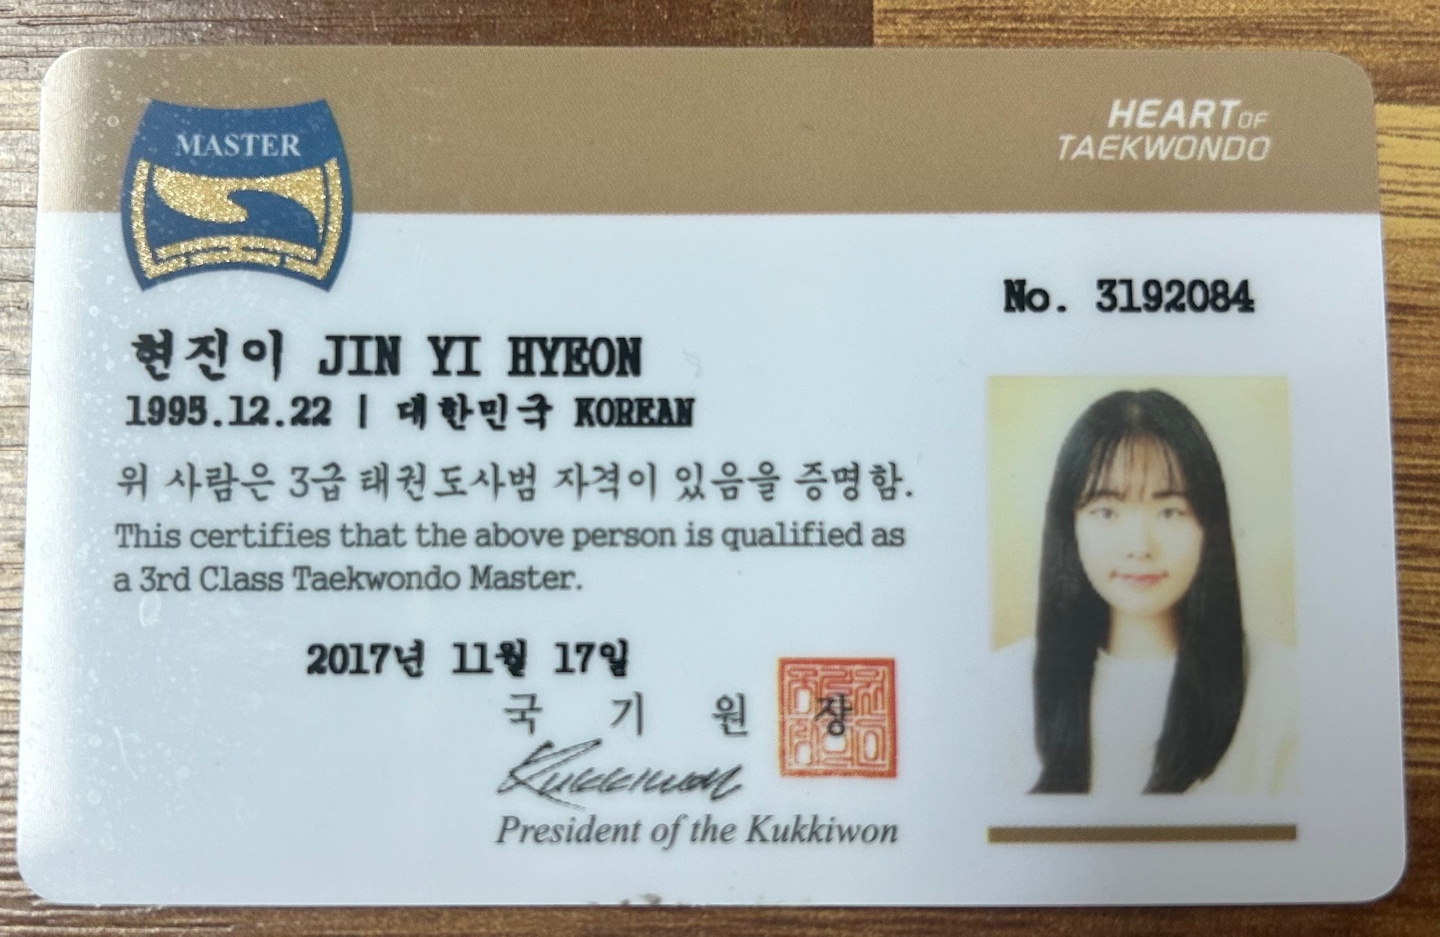 MASTER
HEART OF
TAEKWONDO
No. 3192084
현진이 JIN YI HYEON
1995.12.22 | 대한민국 KOREAN
위 사람은 3급 태권도사범 자격이 있음을 증명함.
This certifies that the above person is qualified as
a 3rd Class Taekwondo Master.
2017년 11월 17일
국 기 원 장
Kukkiwon
President of the Kukkiwon